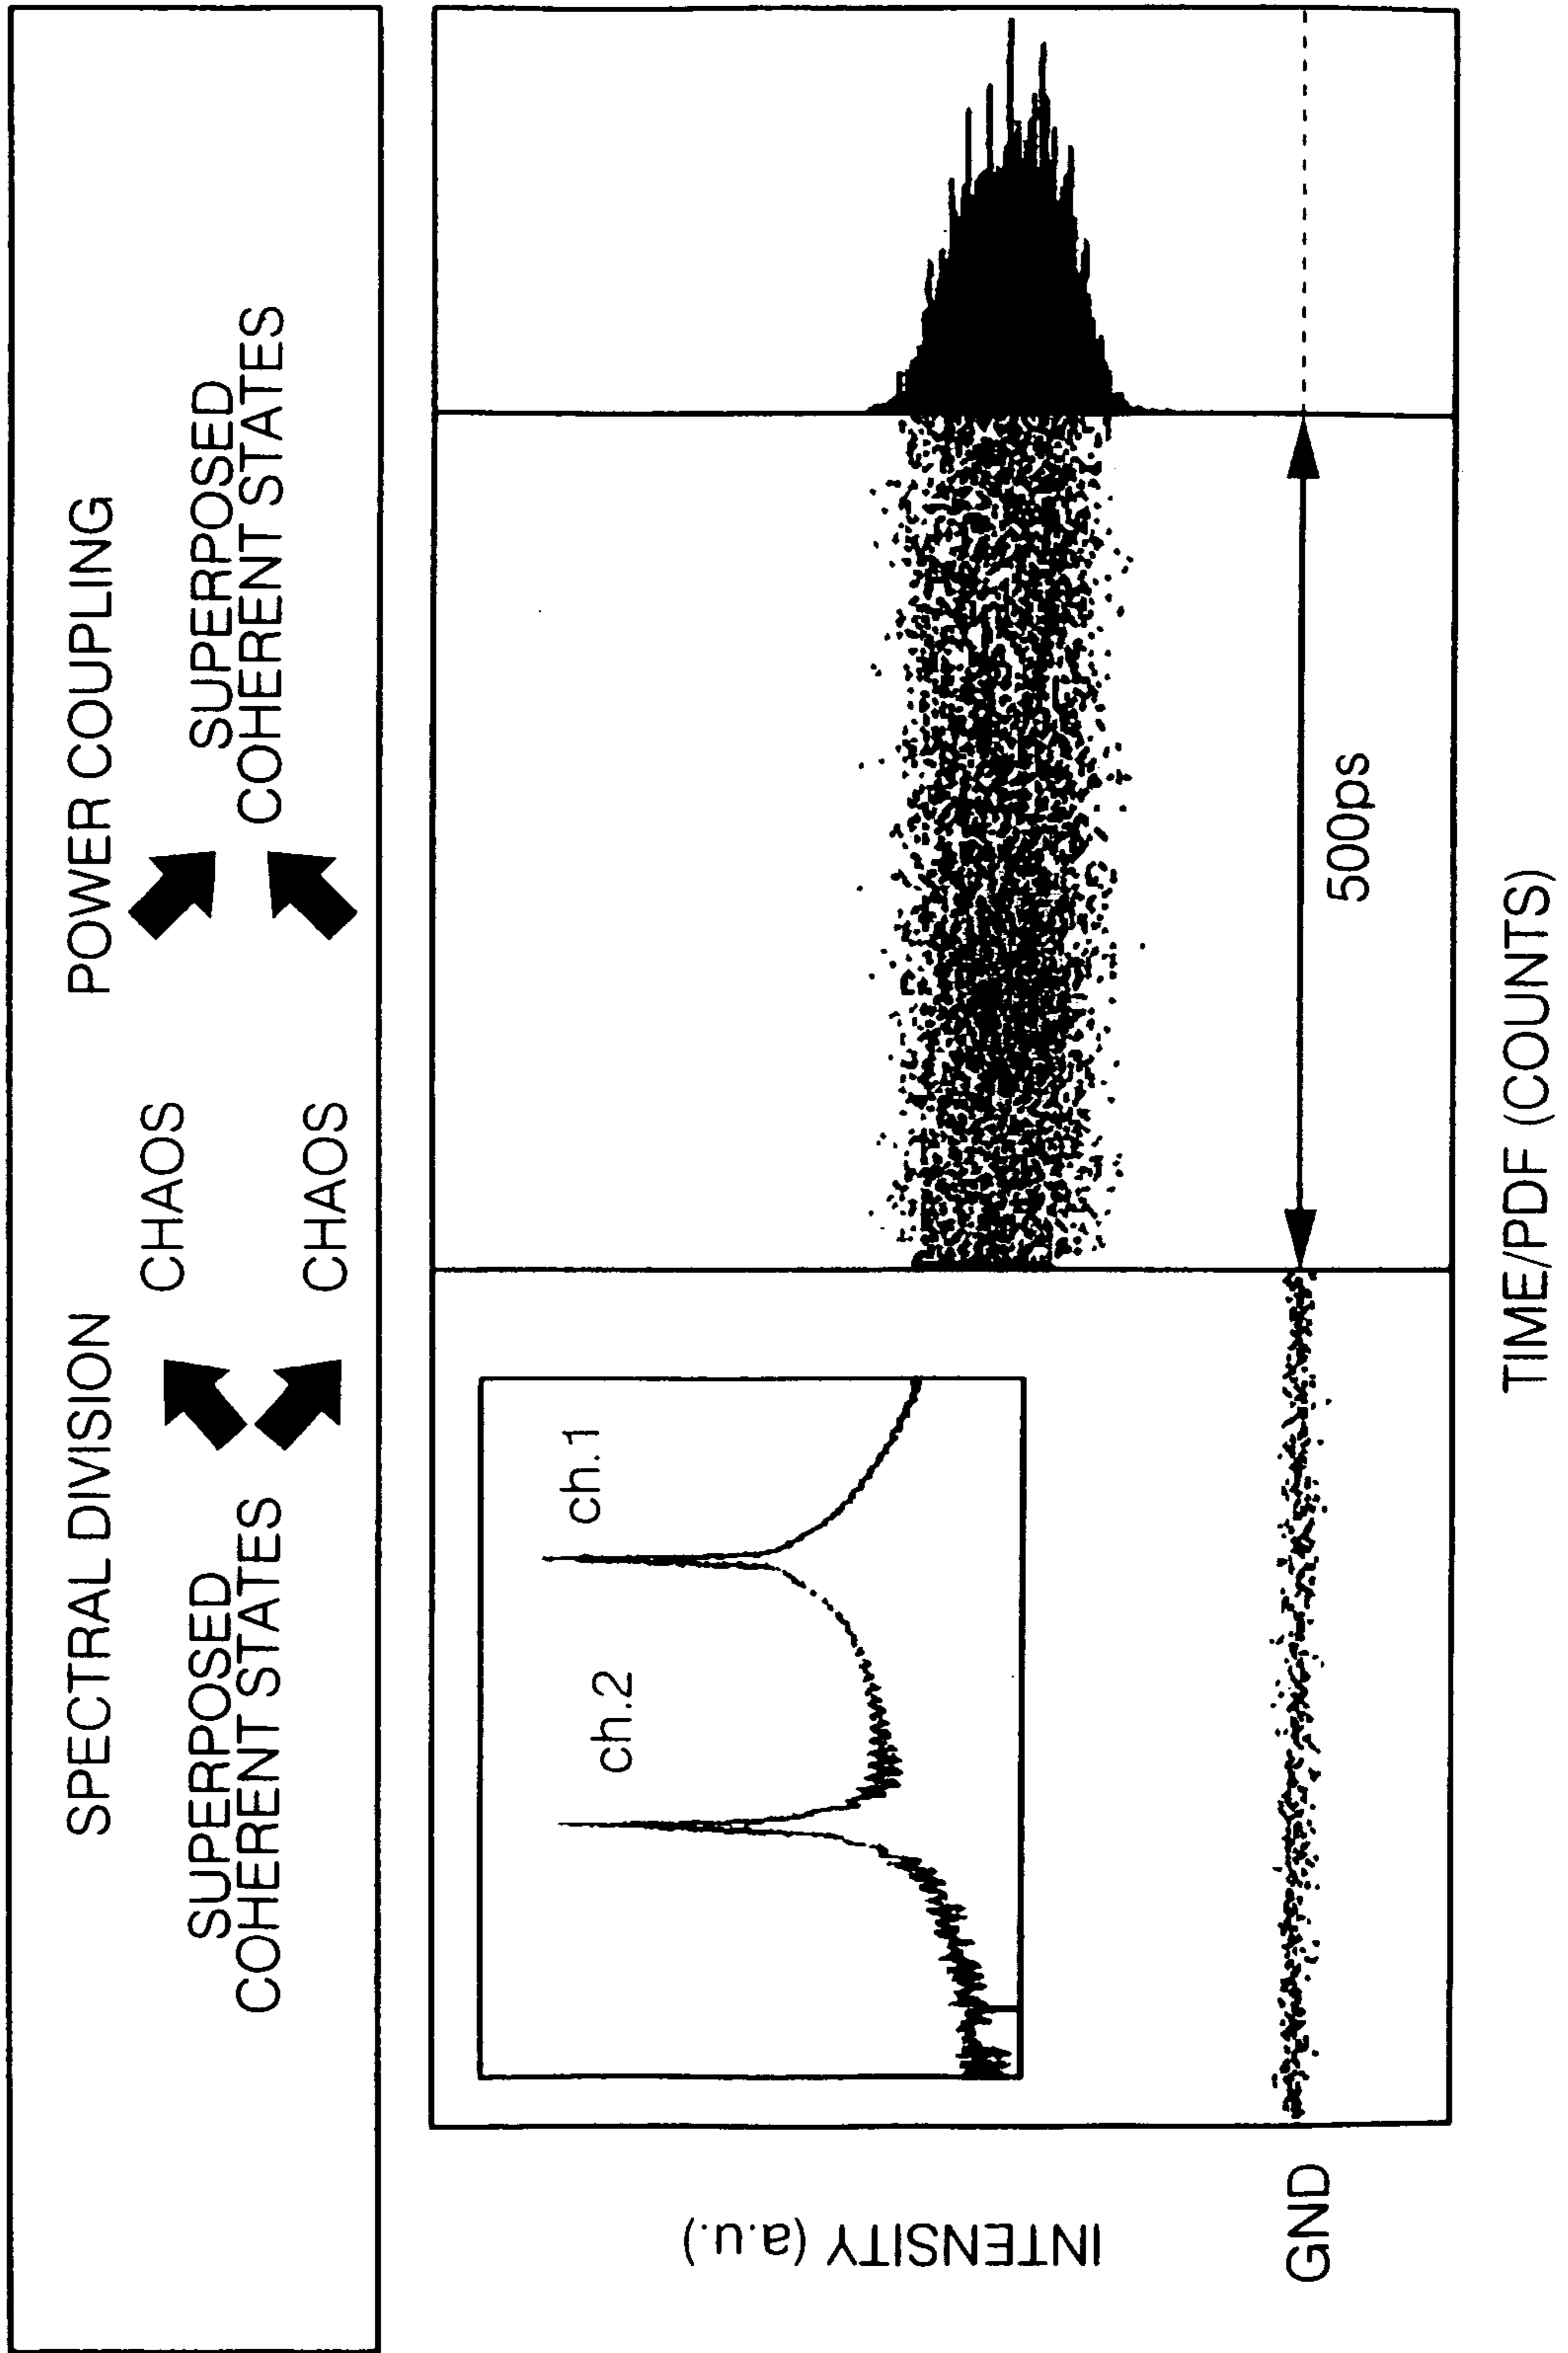 SPECTRAL DIVISION
POWER COUPLING
SUPERPOSED
COHERENT STATES
CHAOS
CHAOS
SUPERPOSED
COHERENT STATES
INTENSITY (a.u.)
ch.2
ch.1
GND
500ps
TIME/PDF (COUNTS)